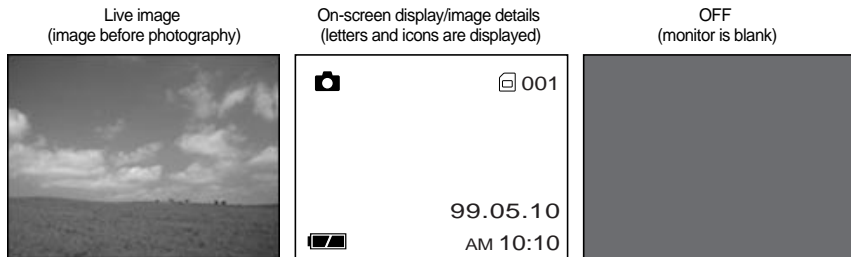 Live image
(image before photography)
On-screen display/image details
(letters and icons are displayed)
OFF
(monitor is blank)
001
99.05.10
AM 10:10